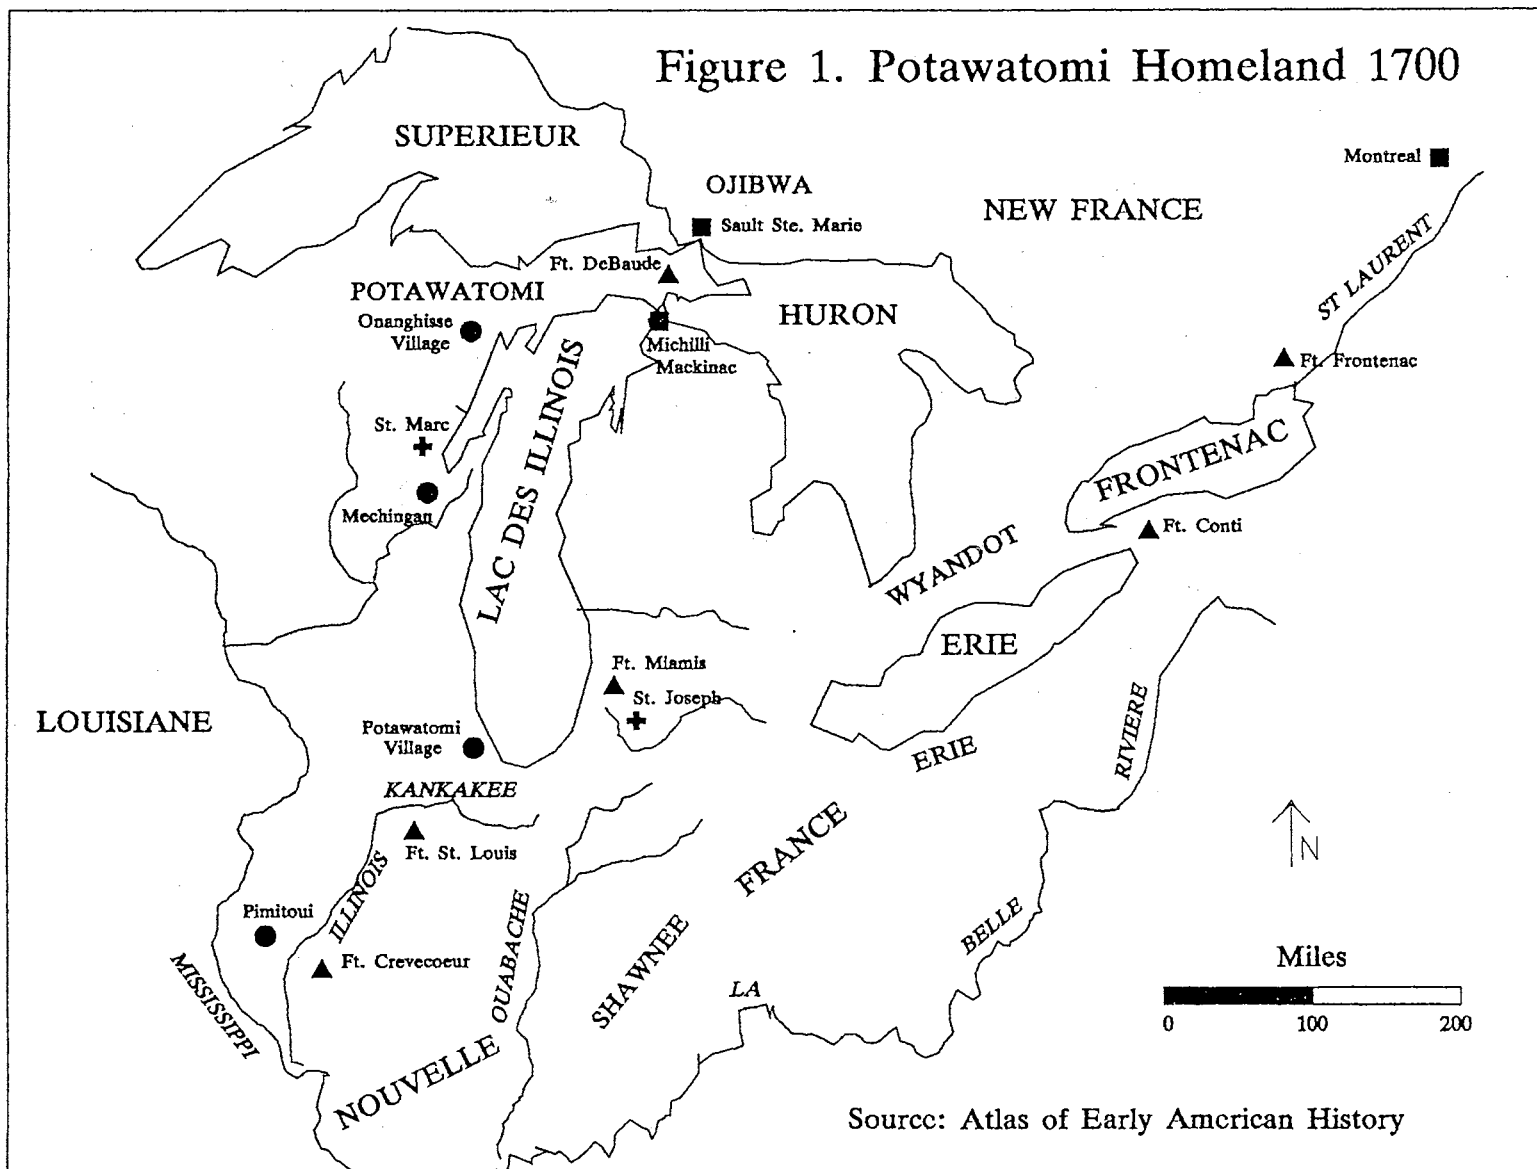 Figure 1. Potawatomi Homeland 1700
SUPERIEUR
Montreal
OJIBWA
NEW FRANCE
Sault Ste. Marie
ST LAURENT
Ft. DeBaude
POTAWATOMI
Onanghisse
Village
HURON
Michilli
Mackinac
Ft. Frontenac
LAC DES ILLINOIS
St. Marc
FRONTENAC
Mechingan
Ft. Conti
WYANDOT
ERIE
Ft. Miamis
St. Joseph
LOUISIANE
Potawatomi
Village
ERIE
RIVIERE
KANKAKEE
FRANCE
N
Ft. St. Louis
ILLINOIS
Pimitoui
OUABACHE
SHAWNEE
BELLE
Ft. Crevecoeur
MISSISSIPPI
LA
Miles
0 100 200
NOUVELLE
Source: Atlas of Early American History